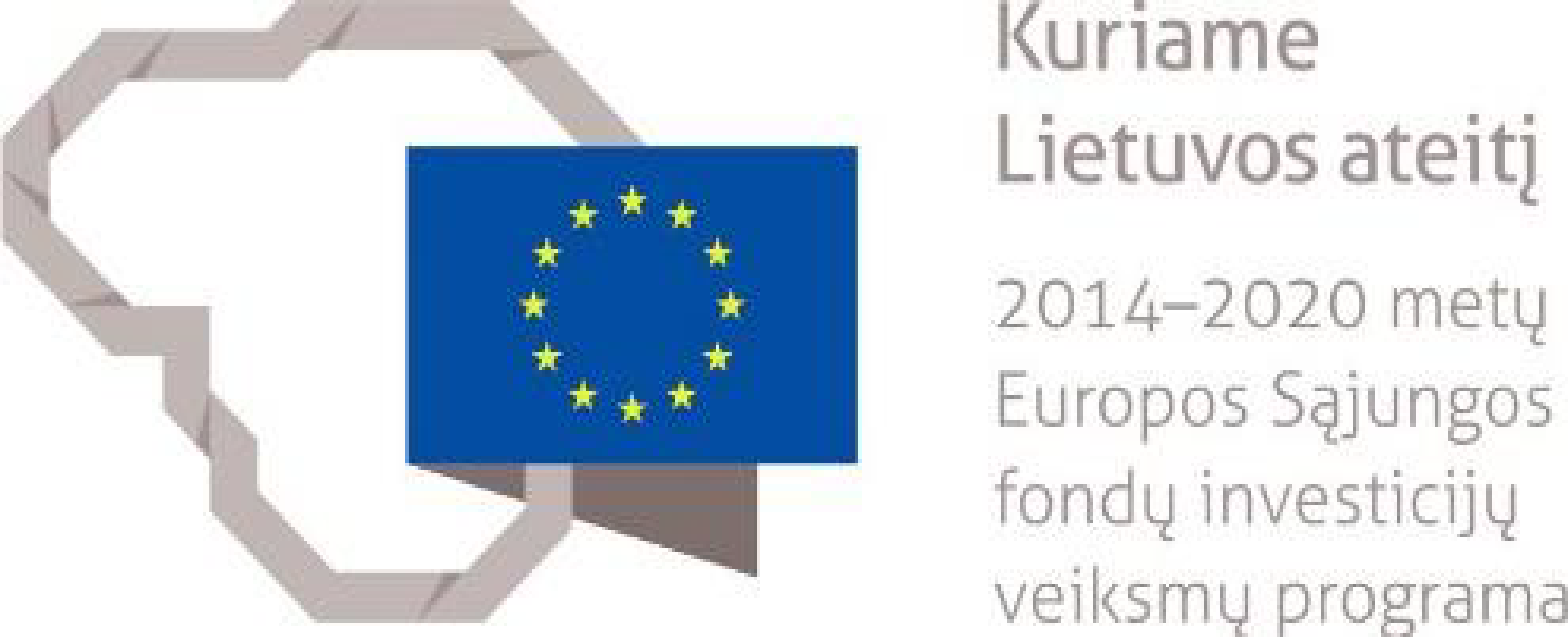 Kuriame
Lietuvos ateitį
2014–2020 metų
Europos Sąjungos
fondų investicijų
veiksmų programa